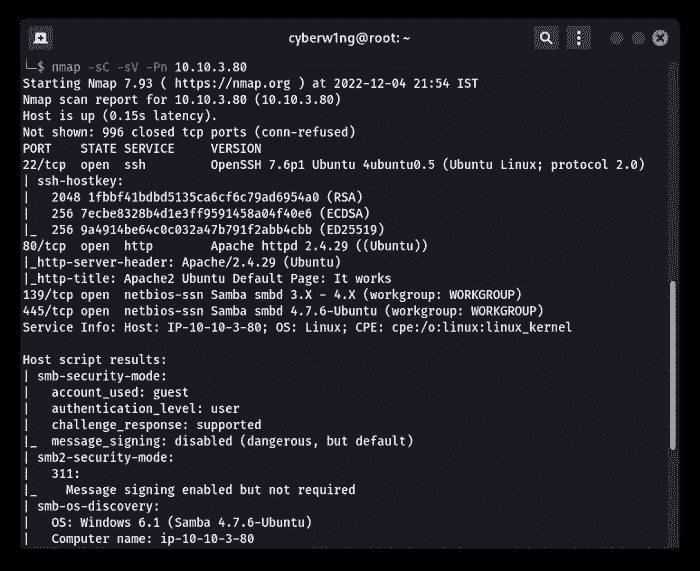 cyberw1ng@root: ~
└─$ nmap -sC -sV -Pn 10.10.3.80
Starting Nmap 7.93 ( https://nmap.org ) at 2022-12-04 21:54 IST
Nmap scan report for 10.10.3.80 (10.10.3.80)
Host is up (0.15s latency).
Not shown: 996 closed tcp ports (conn-refused)
PORT    STATE SERVICE     VERSION
22/tcp  open  ssh         OpenSSH 7.6p1 Ubuntu 4ubuntu0.5 (Ubuntu Linux; protocol 2.0)
| ssh-hostkey:
|   2048 1fbbf41bdbd5135ca6cf6c79ad6954a0 (RSA)
|   256 7ecbe8328b4d1e3ff9591458a04f40e6 (ECDSA)
|_  256 9a4914be64c0c032a47b791f2abb4cbb (ED25519)
80/tcp  open  http        Apache httpd 2.4.29 ((Ubuntu))
|_http-server-header: Apache/2.4.29 (Ubuntu)
|_http-title: Apache2 Ubuntu Default Page: It works
139/tcp open  netbios-ssn Samba smbd 3.X - 4.X (workgroup: WORKGROUP)
445/tcp open  netbios-ssn Samba smbd 4.7.6-Ubuntu (workgroup: WORKGROUP)
Service Info: Host: IP-10-10-3-80; OS: Linux; CPE: cpe:/o:linux:linux_kernel
Host script results:
| smb-security-mode:
|   account_used: guest
|   authentication_level: user
|   challenge_response: supported
|_  message_signing: disabled (dangerous, but default)
| smb2-security-mode:
|   311:
|_    Message signing enabled but not required
| smb-os-discovery:
|   OS: Windows 6.1 (Samba 4.7.6-Ubuntu)
|   Computer name: ip-10-10-3-80